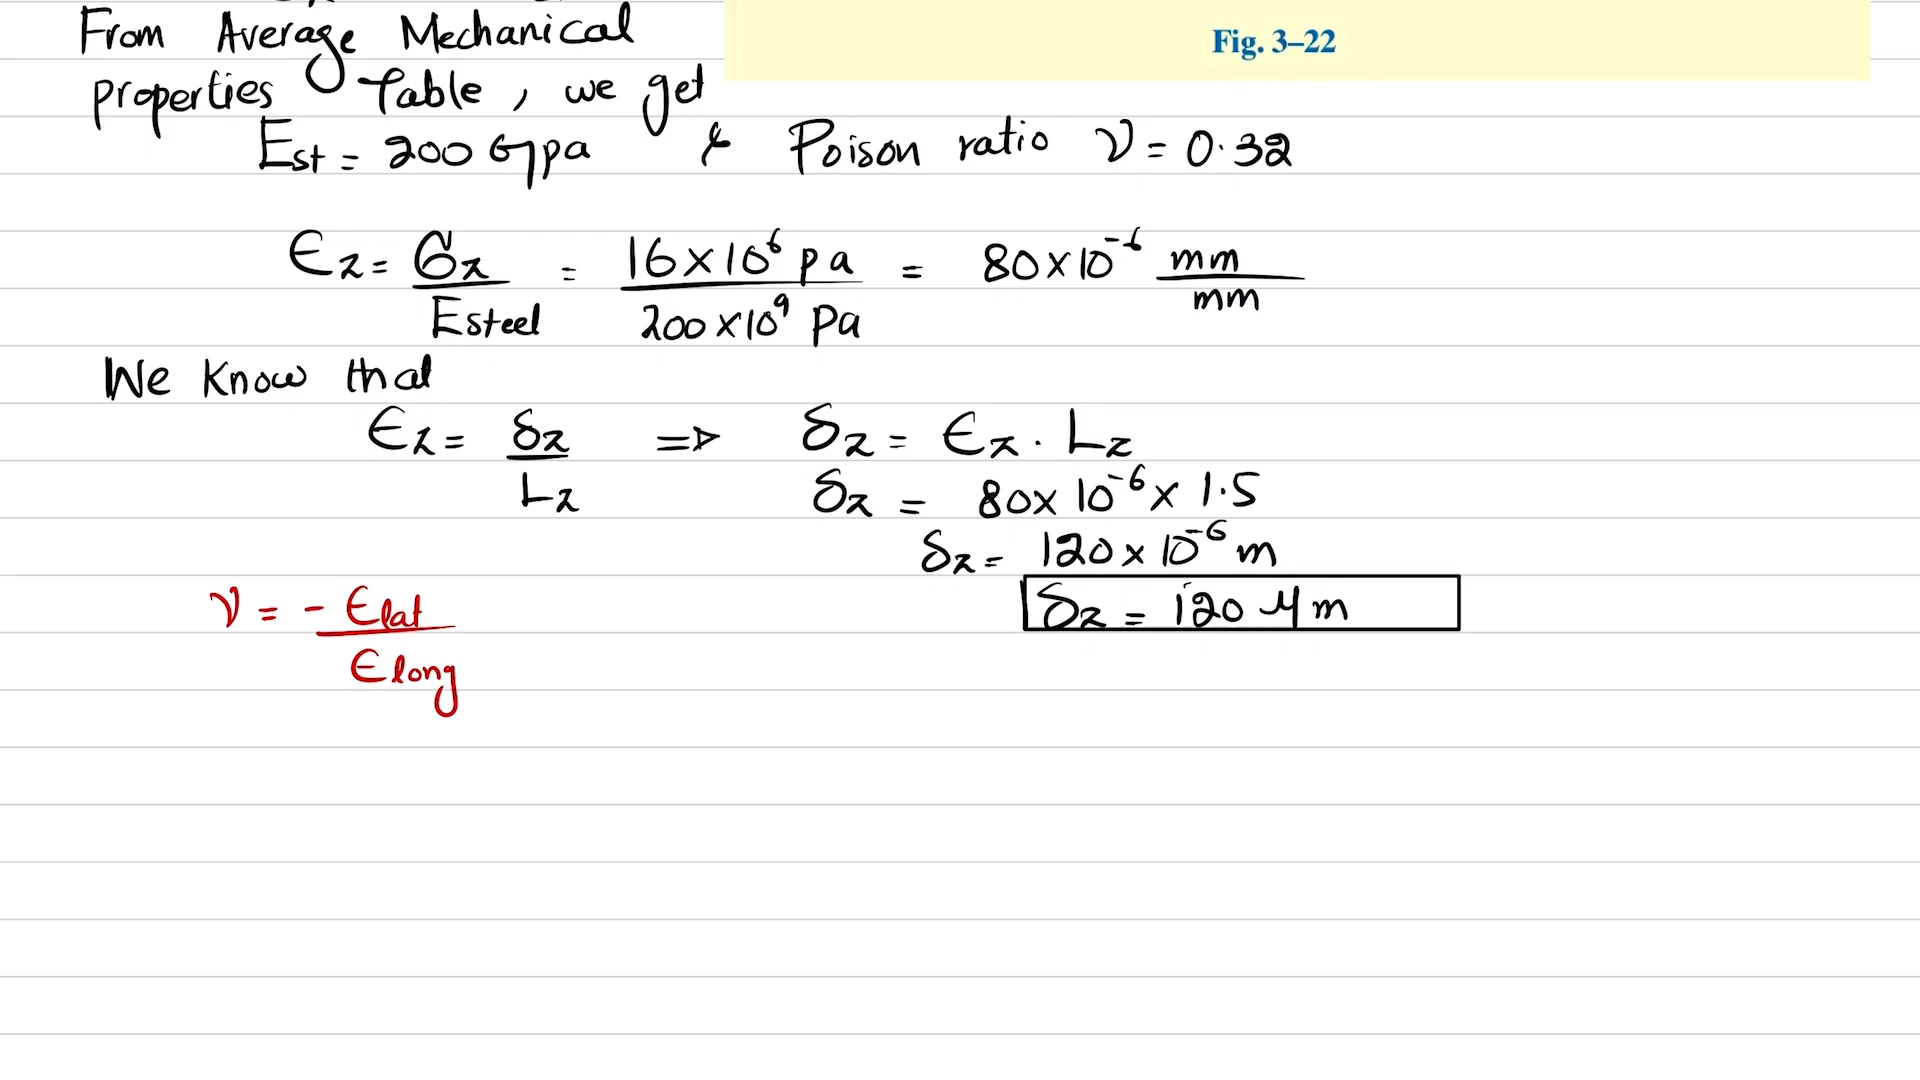 From Average Mechanical
Fig. 3–22
properties Table, we get
Est = 200 Gpa & Poison ratio ν = 0.32
ϵz = σz / Esteel = 16×10⁶ pa / 200×10⁹ Pa = 80×10⁻⁶ mm / mm
We Know that
ϵz = δz / Lz => δz = ϵz . Lz
δz = 80×10⁻⁶× 1.5
δz = 120×10⁻⁶ m
ν = - ϵlat / ϵlong
δz = 120 μm